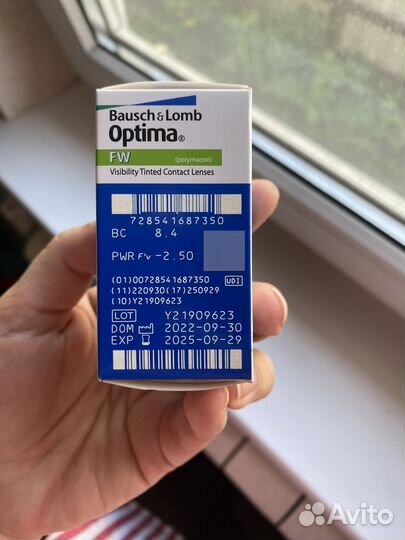 Bausch & Lomb
Optima®
FW (polymacon)
Visibility Tinted Contact Lenses
728541687350
BC 8.4
PWR F/v -2.50
(01)00728541687350 UDI
(11)220930(17)250929
(10)Y21909623
LOT Y21909623
DOM 2022-09-30
EXP 2025-09-29
Avito